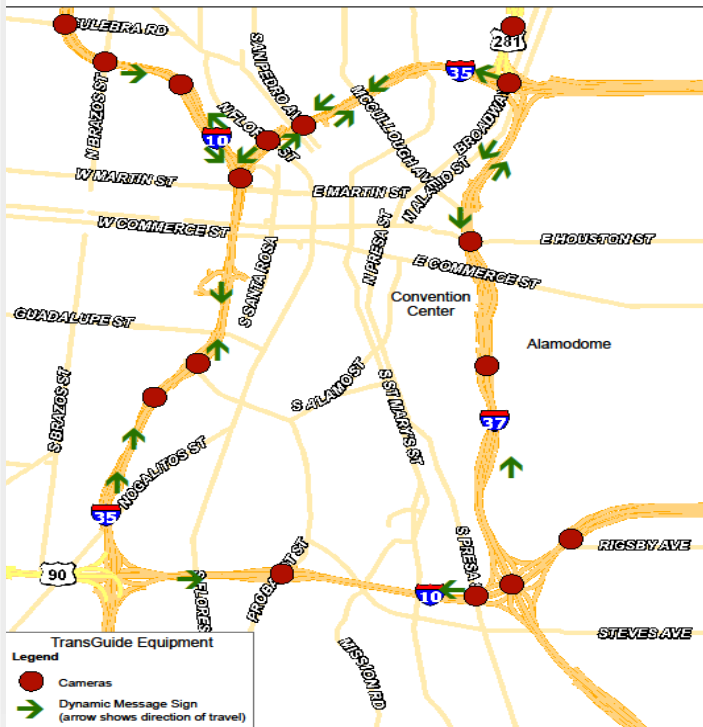 CULEBRA RD
281
SAN PEDRO AV
35
N BRAZOS ST
MCCULLOUGH AV
BROADWAY
N FLORES ST
10
N ALAMO ST
W MARTIN ST
E MARTIN ST
W COMMERCE ST
N PRESA ST
E HOUSTON ST
S SANTA ROSA
E COMMERCE ST
Convention
Center
GUADALUPE ST
Alamodome
S BRAZOS ST
S ALAMO ST
S ST MARY'S ST
37
NOGALITOS ST
35
S PRESA S
RIGSBY AVE
90
S FLORES
PROBANDT ST
10
STEVES AVE
MISSION RD
TransGuide Equipment
Legend
Cameras
Dynamic Message Sign
(arrow shows direction of travel)